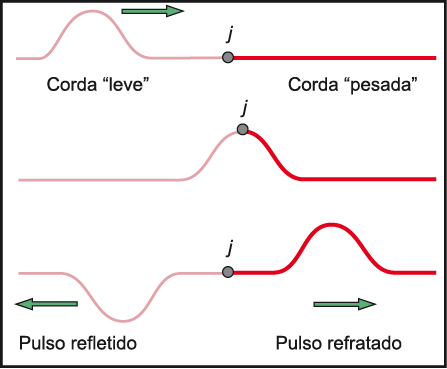 j
Corda “leve” Corda “pesada”
j
j
Pulso refletido Pulso refratado